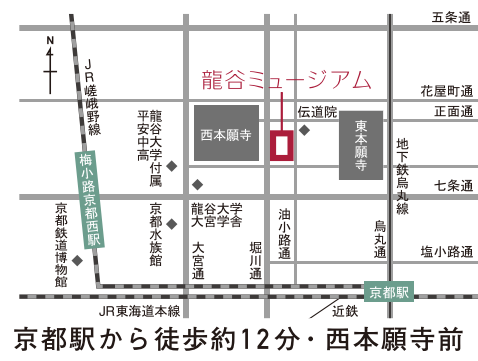 五条通
N
JR嵯峨野線
龍谷ミュージアム
花屋町通
正面通
伝道院
西本願寺
東本願寺
龍谷大学付属
平安中高
地下鉄烏丸線
梅小路京都西駅
七条通
龍谷大学
大宮学舎
京都水族館
京都鉄道博物館
大宮通
堀川通
油小路通
烏丸通
塩小路通
京都駅
JR東海道本線
近鉄
京都駅から徒歩約12分・西本願寺前